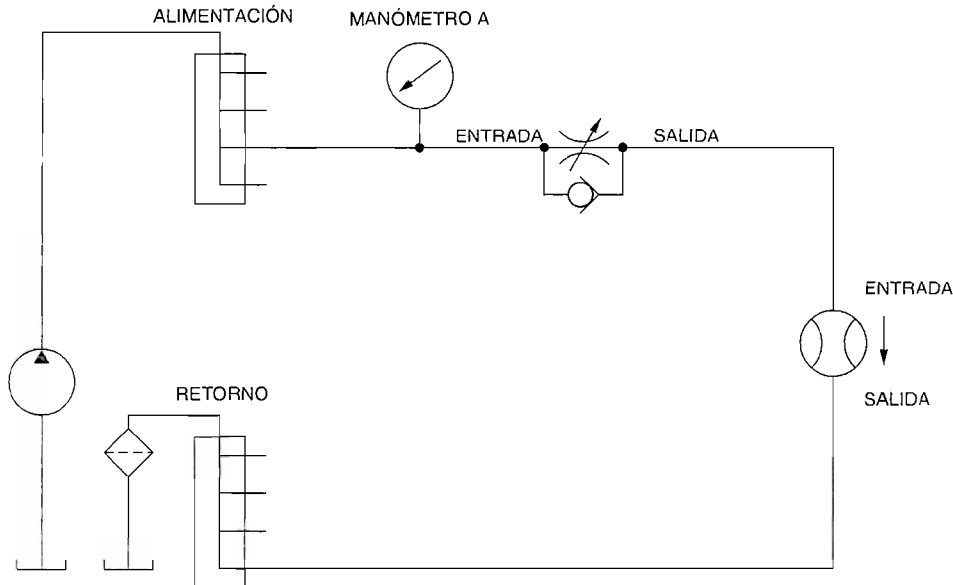 ALIMENTACIÓN
MANÓMETRO A
ENTRADA
SALIDA
ENTRADA
SALIDA
RETORNO